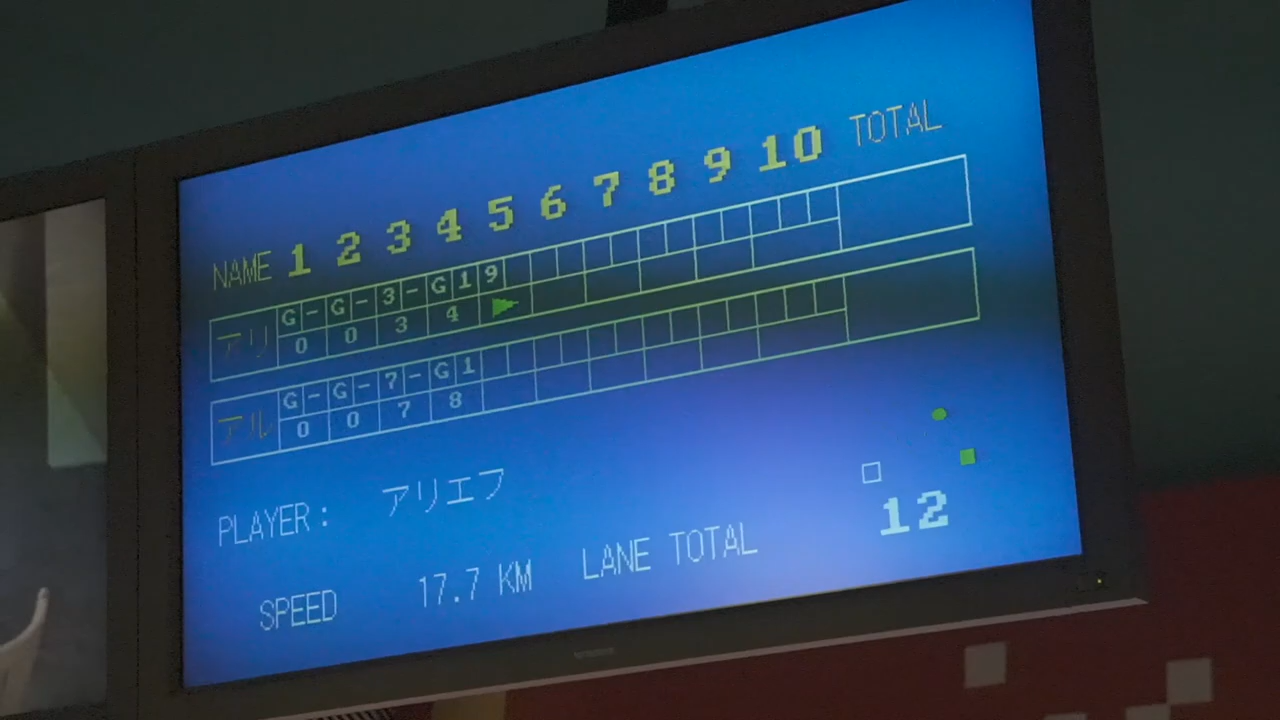 NAME 1 2 3 4 5 6 7 8 9 10 TOTAL
アリ G - G - 3 - G 1 9
0 0 3 4
アル G - G - 7 - G 1
0 0 7 8
PLAYER: アリエフ
SPEED 17.7 KM LANE TOTAL 12